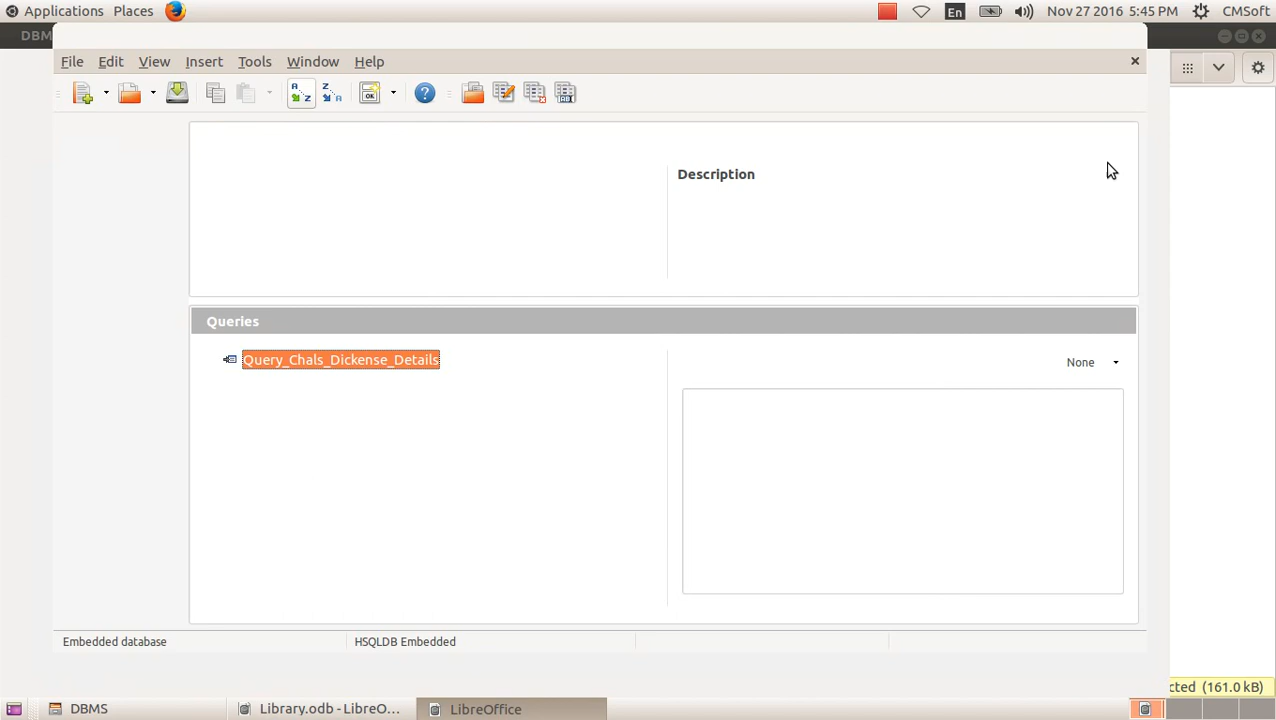 Applications Places En Nov 27 2016 5:45 PM CMSoft
DBM
File Edit View Insert Tools Window Help
Description
Queries
Query_Chals_Dickense_Details
None
Embedded database HSQLDB Embedded
cted (161.0 kB)
DBMS Library.odb - LibreO... LibreOffice